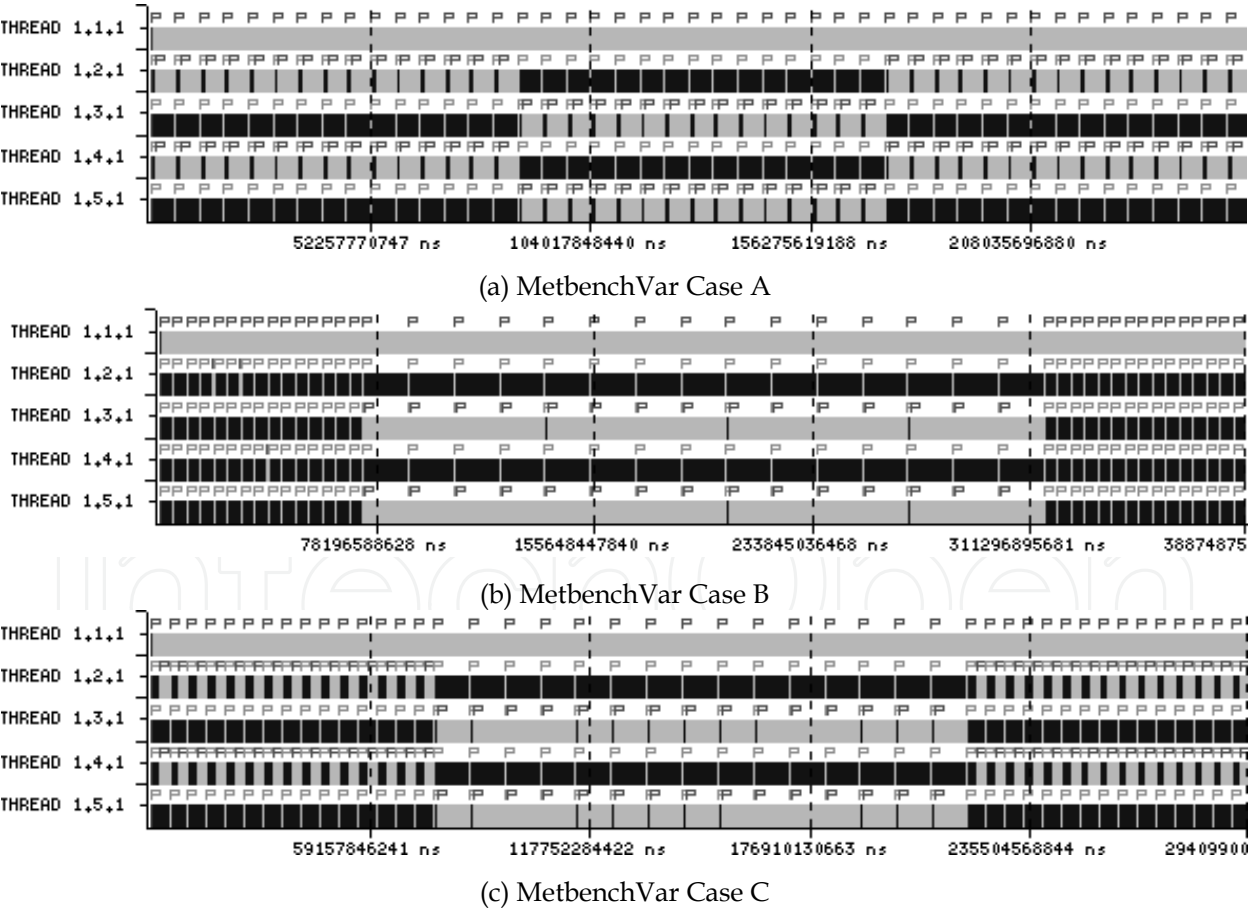 THREAD 1.1.1
THREAD 1.2.1
THREAD 1.3.1
THREAD 1.4.1
THREAD 1.5.1
52257770747 ns 104017848440 ns 156275619188 ns 208035696880 ns
(a) MetbenchVar Case A
THREAD 1.1.1
THREAD 1.2.1
THREAD 1.3.1
THREAD 1.4.1
THREAD 1.5.1
78196588628 ns 155648447840 ns 233845036468 ns 311296895681 ns 38874875
(b) MetbenchVar Case B
THREAD 1.1.1
THREAD 1.2.1
THREAD 1.3.1
THREAD 1.4.1
THREAD 1.5.1
59157846241 ns 117752284422 ns 176910130663 ns 235504568844 ns 29409900
(c) MetbenchVar Case C